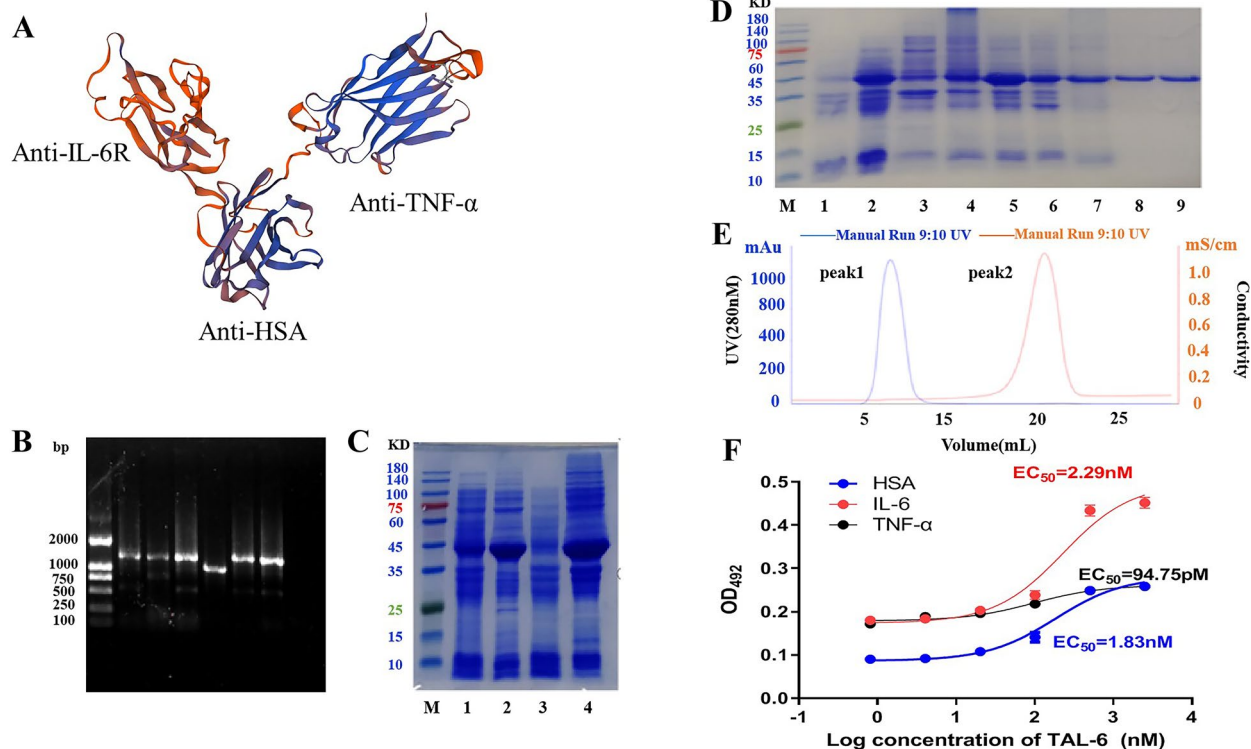 A
Anti-IL-6R
Anti-TNF-α
Anti-HSA
B
bp
2000
1000
750
500
250
100
C
KD
180
140
100
75
60
45
35
25
15
10
M 1 2 3 4
D
KD
180
140
100
75
60
45
35
25
15
10
M 1 2 3 4 5 6 7 8 9
E
Manual Run 9:10 UV Manual Run 9:10 UV
mAu mS/cm
peak1 peak2
UV(280nM)
1000
800
400
200
0
1.0
0.8
0.6
0.4
0.2
0
Conductivity
5 15 20 25
Volume(mL)
F
HSA
IL-6
TNF-α
EC50=2.29nM
EC50=94.75pM
EC50=1.83nM
OD492
0.5
0.4
0.3
0.2
0.1
0.0
-1 0 1 2 3 4
Log concentration of TAL-6 (nM)